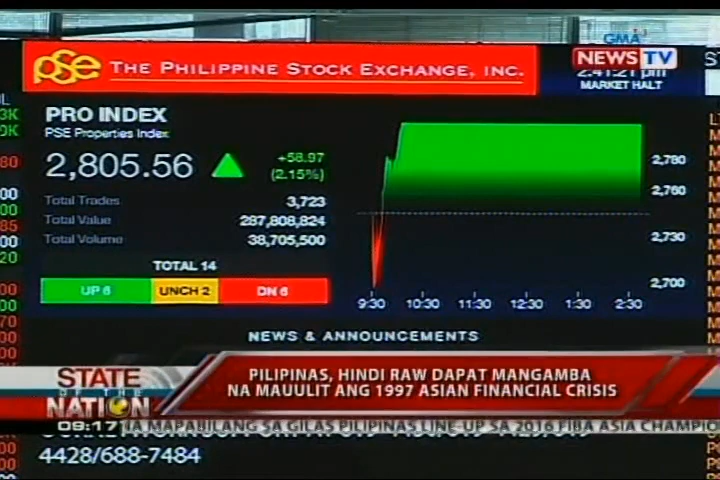 GMA
NEWS TV
pse THE PHILIPPINE STOCK EXCHANGE, INC.
2:41:21 pm
MARKET HALT
PRO INDEX
PSE Properties Index
2,805.56 +58.97
(2.15%)
Total Trades 3,723
Total Value 287,808,824
Total Volume 38,705,500
TOTAL 14
UP 6 UNCH 2 DN 6
2,780
2,760
2,730
2,700
9:30 10:30 11:30 12:30 1:30 2:30
NEWS & ANNOUNCEMENTS
STATE OF THE NATION
PILIPINAS, HINDI RAW DAPAT MANGAMBA
NA MAUULIT ANG 1997 ASIAN FINANCIAL CRISIS
09:17 MAPABILANG SA GILAS PILIPINAS LINE-UP SA 2016 FIBA ASIA CHAMPIO
4428/688-7484